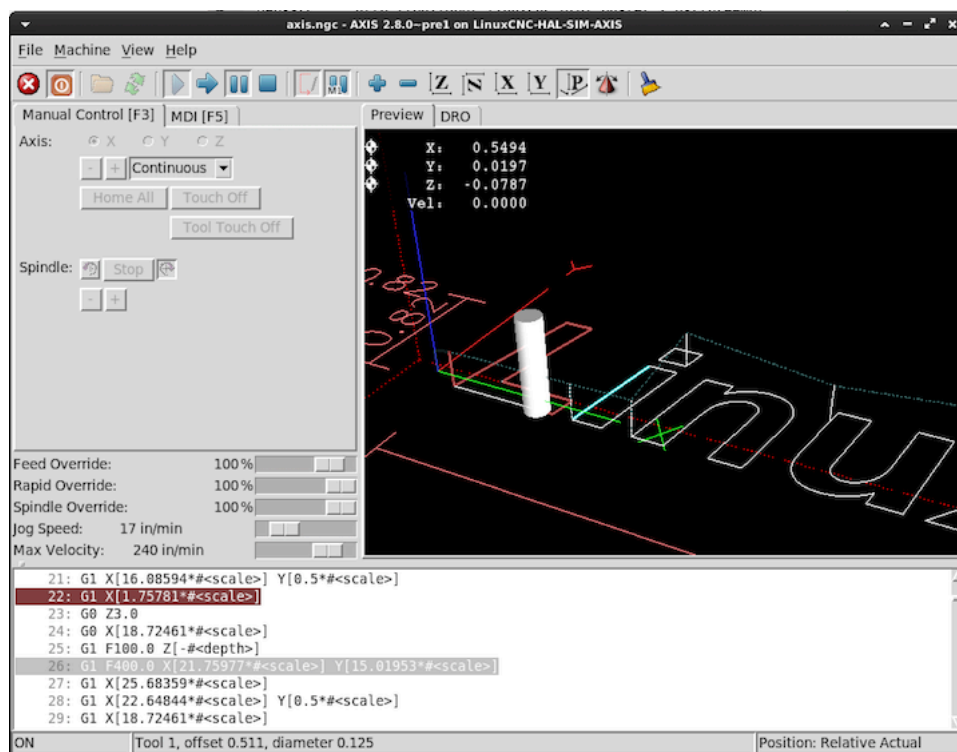 axis.ngc - AXIS 2.8.0~pre1 on LinuxCNC-HAL-SIM-AXIS
File Machine View Help
Z N X Y P
Manual Control [F3] MDI [F5]
Preview DRO
Axis: X Y Z
- + Continuous
Home All Touch Off
Tool Touch Off
Spindle: Stop
- +
X: 0.5494
Y: 0.0197
Z: -0.0787
Vel: 0.0000
Y
X
Linu
Feed Override: 100%
Rapid Override: 100%
Spindle Override: 100%
Jog Speed: 17 in/min
Max Velocity: 240 in/min
21: G1 X[16.08594*#<scale>] Y[0.5*#<scale>]
22: G1 X[1.75781*#<scale>]
23: G0 Z3.0
24: G0 X[18.72461*#<scale>]
25: G1 F100.0 Z[-#<depth>]
26: G1 F400.0 X[21.75977*#<scale>] Y[15.01953*#<scale>]
27: G1 X[25.68359*#<scale>]
28: G1 X[22.64844*#<scale>] Y[0.5*#<scale>]
29: G1 X[18.72461*#<scale>]
ON Tool 1, offset 0.511, diameter 0.125 Position: Relative Actual